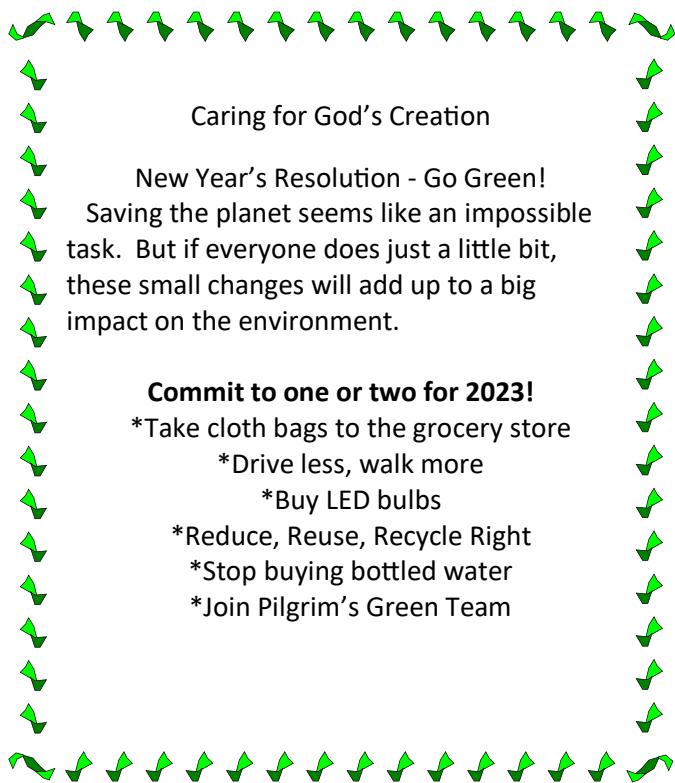 Caring for God's Creation
New Year's Resolution - Go Green!
Saving the planet seems like an impossible
task.  But if everyone does just a little bit,
these small changes will add up to a big
impact on the environment.
Commit to one or two for 2023!
*Take cloth bags to the grocery store
*Drive less, walk more
*Buy LED bulbs
*Reduce, Reuse, Recycle Right
*Stop buying bottled water
*Join Pilgrim's Green Team